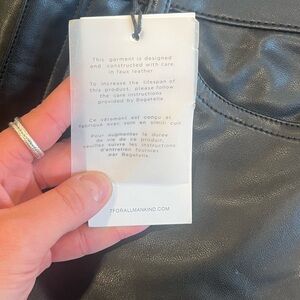 This garment is designed
and constructed with care
in faux leather
To increase the lifespan of
this product, please follow
the care instructions
provided by Bagatelle
Ce vêtement est conçu et
fabriqué avec soin en simili cuir
Pour augmenter la durée
de vie de ce produit,
veuillez suivre les instructions
d'entretien fournies
par Bagatelle
7FORALLMANKIND.COM